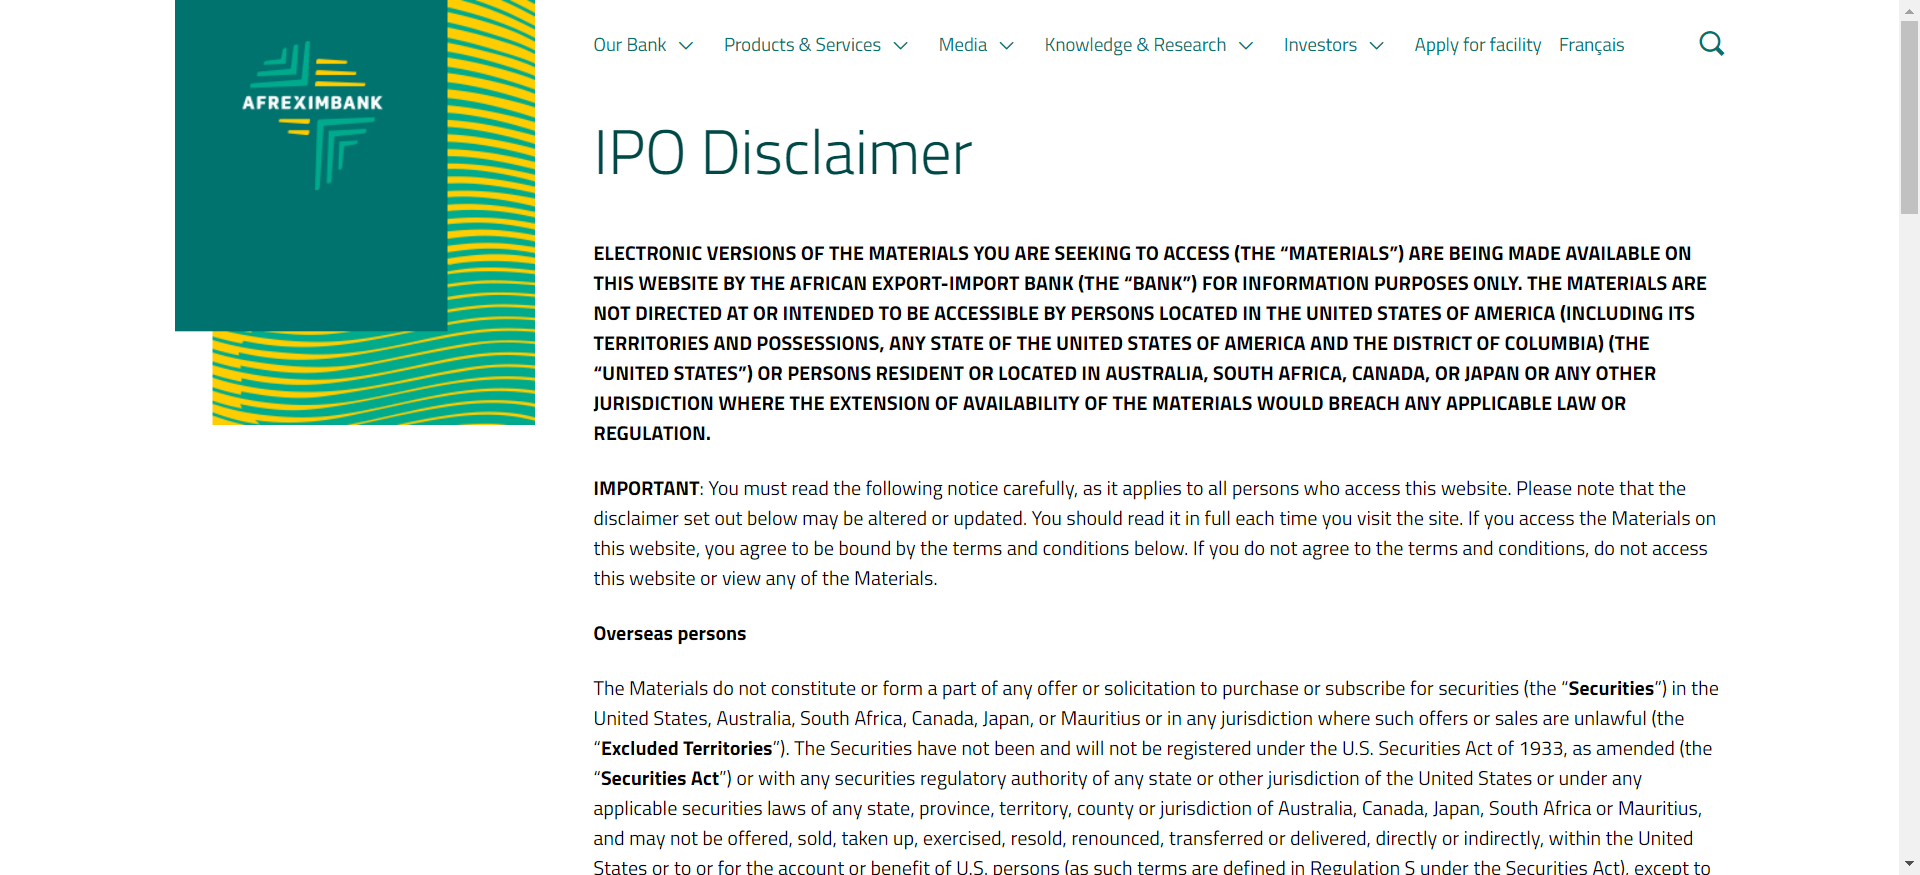 AFREXIMBANK
Our Bank
Products & Services
Media
Knowledge & Research
Investors
Apply for facility
Français
IPO Disclaimer
ELECTRONIC VERSIONS OF THE MATERIALS YOU ARE SEEKING TO ACCESS (THE “MATERIALS”) ARE BEING MADE AVAILABLE ON
THIS WEBSITE BY THE AFRICAN EXPORT-IMPORT BANK (THE “BANK”) FOR INFORMATION PURPOSES ONLY. THE MATERIALS ARE
NOT DIRECTED AT OR INTENDED TO BE ACCESSIBLE BY PERSONS LOCATED IN THE UNITED STATES OF AMERICA (INCLUDING ITS
TERRITORIES AND POSSESSIONS, ANY STATE OF THE UNITED STATES OF AMERICA AND THE DISTRICT OF COLUMBIA) (THE
“UNITED STATES”) OR PERSONS RESIDENT OR LOCATED IN AUSTRALIA, SOUTH AFRICA, CANADA, OR JAPAN OR ANY OTHER
JURISDICTION WHERE THE EXTENSION OF AVAILABILITY OF THE MATERIALS WOULD BREACH ANY APPLICABLE LAW OR
REGULATION.
IMPORTANT: You must read the following notice carefully, as it applies to all persons who access this website. Please note that the
disclaimer set out below may be altered or updated. You should read it in full each time you visit the site. If you access the Materials on
this website, you agree to be bound by the terms and conditions below. If you do not agree to the terms and conditions, do not access
this website or view any of the Materials.
Overseas persons
The Materials do not constitute or form a part of any offer or solicitation to purchase or subscribe for securities (the “Securities”) in the
United States, Australia, South Africa, Canada, Japan, or Mauritius or in any jurisdiction where such offers or sales are unlawful (the
“Excluded Territories”). The Securities have not been and will not be registered under the U.S. Securities Act of 1933, as amended (the
“Securities Act”) or with any securities regulatory authority of any state or other jurisdiction of the United States or under any
applicable securities laws of any state, province, territory, county or jurisdiction of Australia, Canada, Japan, South Africa or Mauritius,
and may not be offered, sold, taken up, exercised, resold, renounced, transferred or delivered, directly or indirectly, within the United
States or to or for the account or benefit of U.S. persons (as such terms are defined in Regulation S under the Securities Act), except to